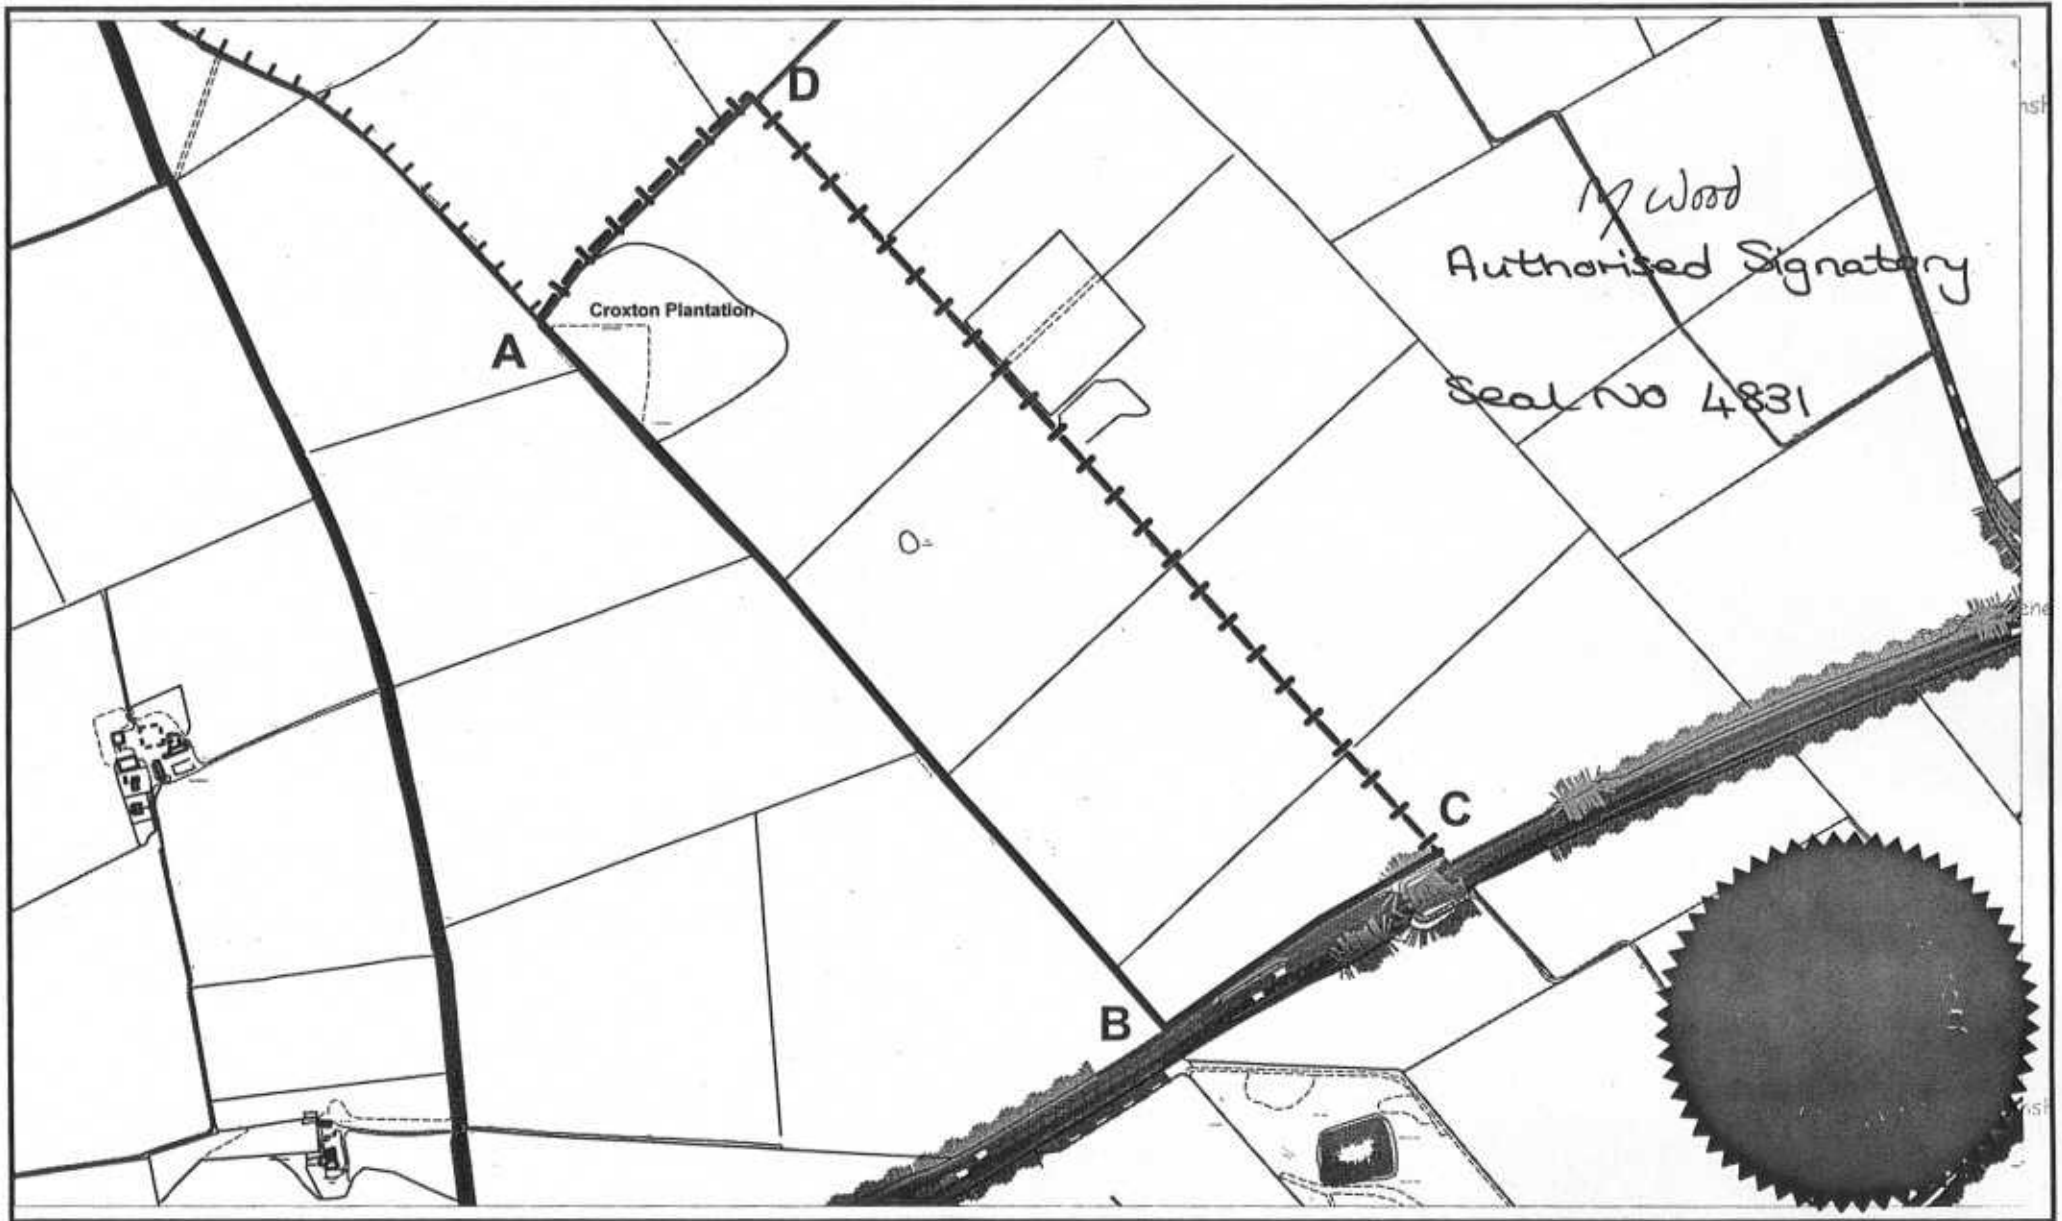 D
M Wood
Authorised Signatory
Croxton Plantation
A
Seal No 4831
C
B